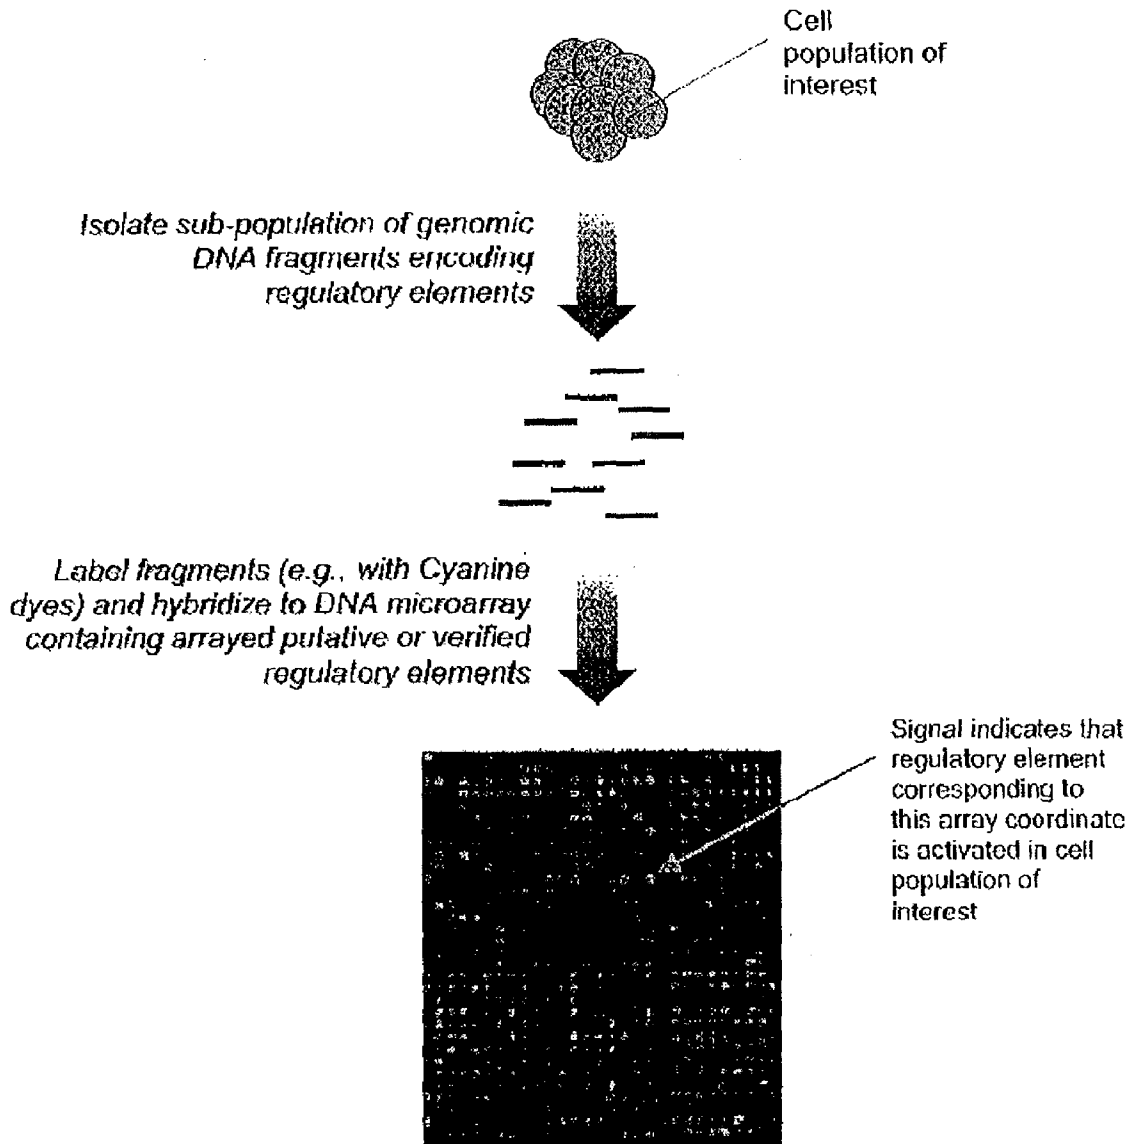 Cell
population of
interest
Isolate sub-population of genomic
DNA fragments encoding
regulatory elements
Label fragments (e.g., with Cyanine
dyes) and hybridize to DNA microarray
containing arrayed putative or verified
regulatory elements
Signal indicates that
regulatory element
corresponding to
this array coordinate
is activated in cell
population of
interest